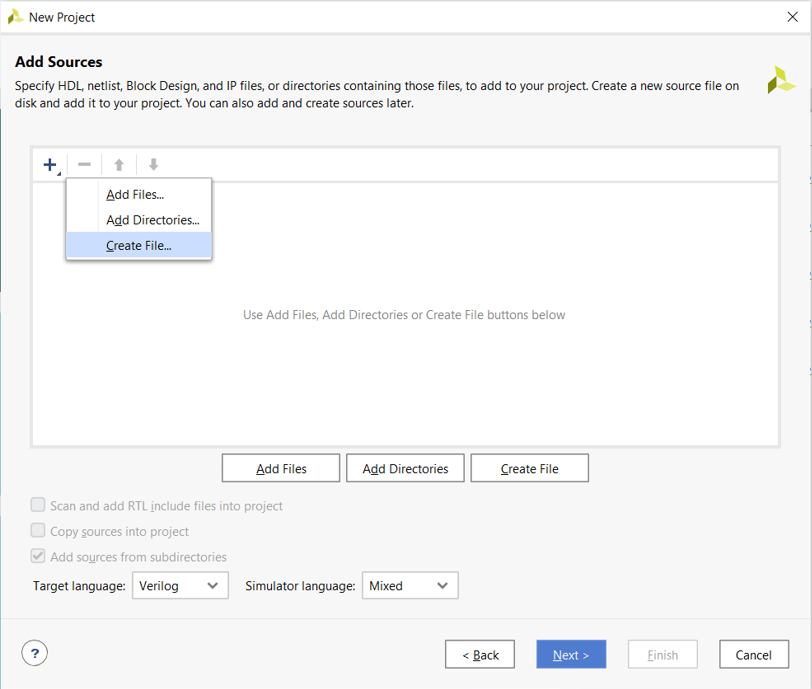 New Project
Add Sources
Specify HDL, netlist, Block Design, and IP files, or directories containing those files, to add to your project. Create a new source file on
disk and add it to your project. You can also add and create sources later.
Add Files...
Add Directories...
Create File...
Use Add Files, Add Directories or Create File buttons below
Add Files Add Directories Create File
Scan and add RTL include files into project
Copy sources into project
Add sources from subdirectories
Target language: Verilog Simulator language: Mixed
? < Back Next > Finish Cancel